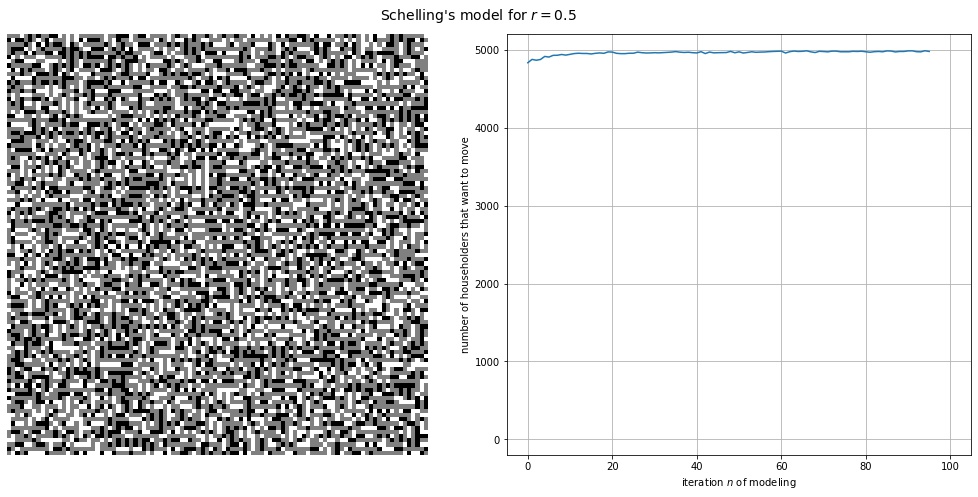 Schelling's model for r = 0.5
number of householders that want to move
5000
4000
3000
2000
1000
0
0 20 40 60 80 100
iteration n of modeling